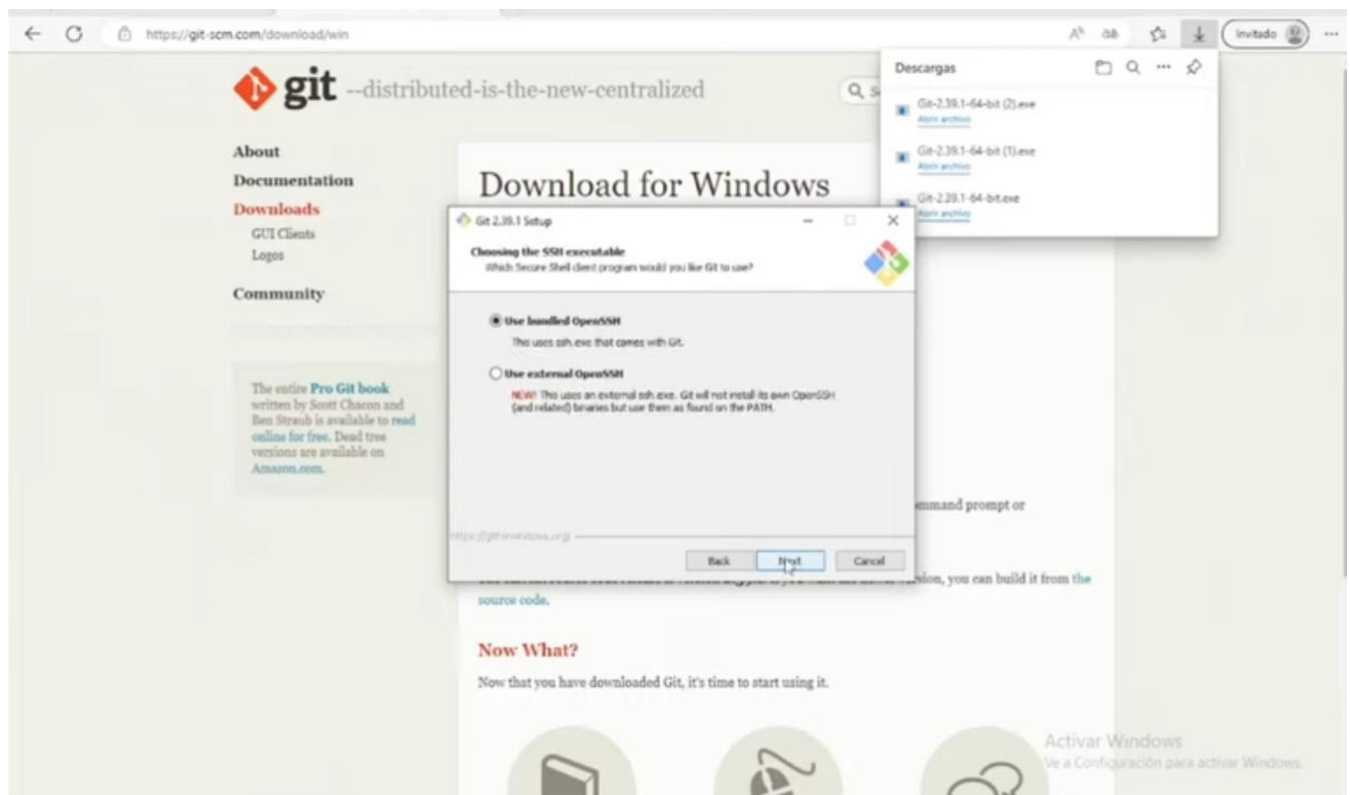 https://git-scm.com/download/win
Invitado
git --distributed-is-the-new-centralized
Descargas
Git-2.39.1-64-bit (2).exe
Abrir archivo
Git-2.39.1-64-bit (1).exe
Abrir archivo
Git-2.39.1-64-bit.exe
Abrir archivo
About
Documentation
Downloads
GUI Clients
Logos
Community
The entire Pro Git book
written by Scott Chacon and
Ben Straub is available to read
online for free. Dead tree
versions are available on
Amazon.com.
Download for Windows
Git 2.39.1 Setup
Choosing the SSH executable
Which Secure Shell client program would you like Git to use?
Use bundled OpenSSH
This uses ssh.exe that comes with Git.
Use external OpenSSH
NEW! This uses an external ssh.exe. Git will not install its own OpenSSH
(and related) binaries but use them as found on the PATH.
https://gitforwindows.org/
Back
Next
Cancel
command prompt or
version, you can build it from the
source code.
Now What?
Now that you have downloaded Git, it's time to start using it.
Activar Windows
Ve a Configuración para activar Windows.